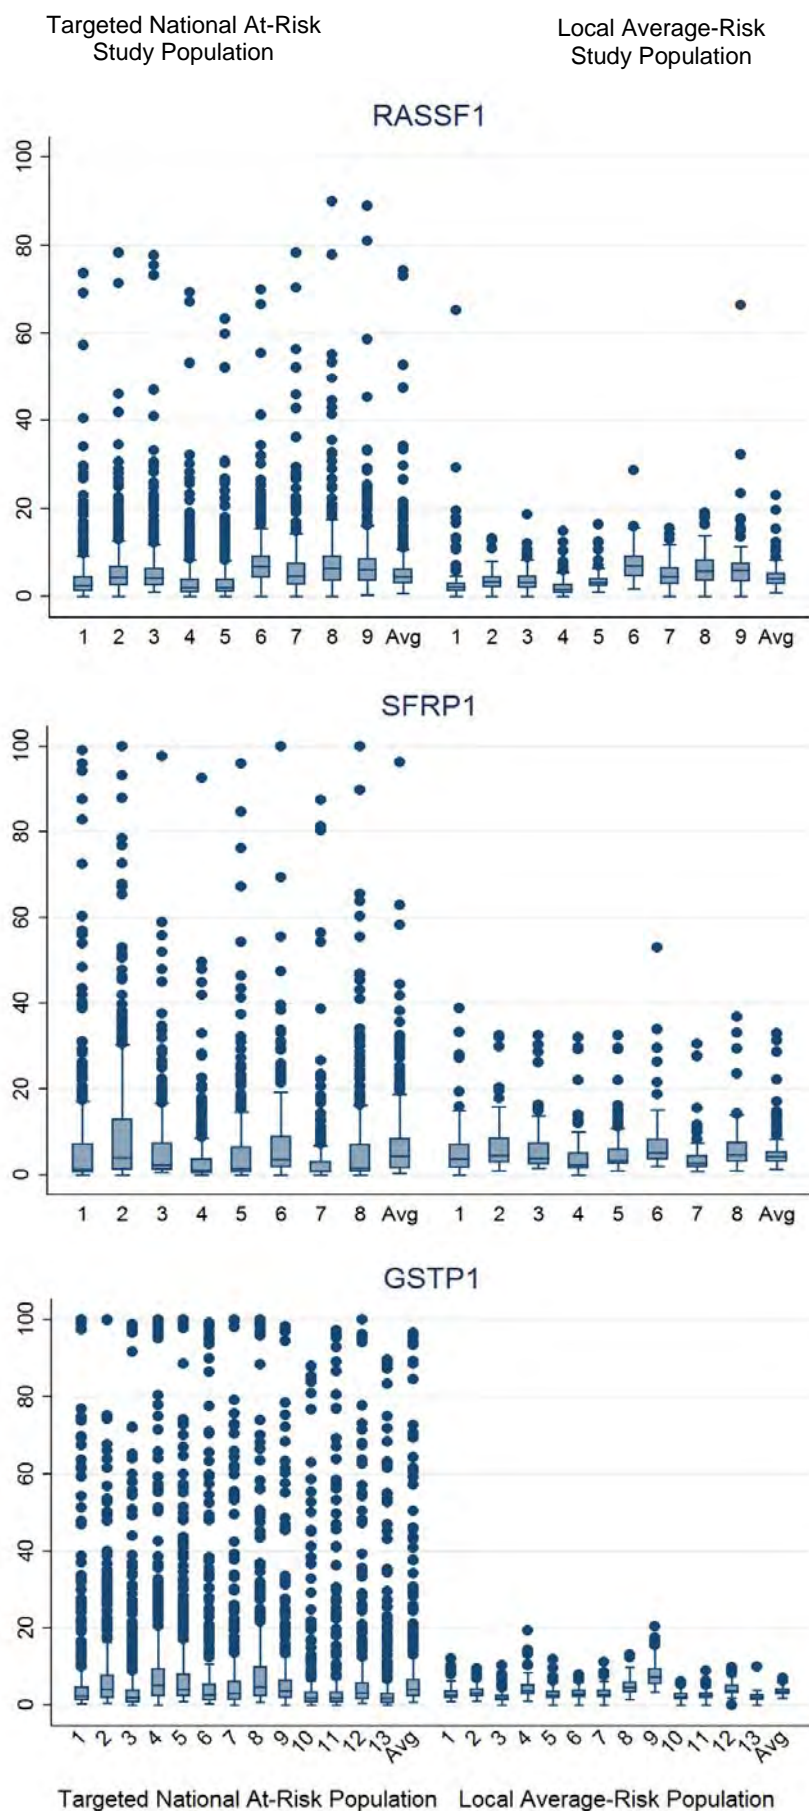 Targeted National At-Risk
Study Population
Local Average-Risk
Study Population
RASSF1
100
80
60
40
20
0
1 2 3 4 5 6 7 8 9 Avg 1 2 3 4 5 6 7 8 9 Avg
SFRP1
100
80
60
40
20
0
1 2 3 4 5 6 7 8 Avg 1 2 3 4 5 6 7 8 Avg
GSTP1
100
80
60
40
20
0
1 2 3 4 5 6 7 8 9 10 11 12 13 Avg 1 2 3 4 5 6 7 8 9 10 11 12 13 Avg
Targeted National At-Risk Population Local Average-Risk Population